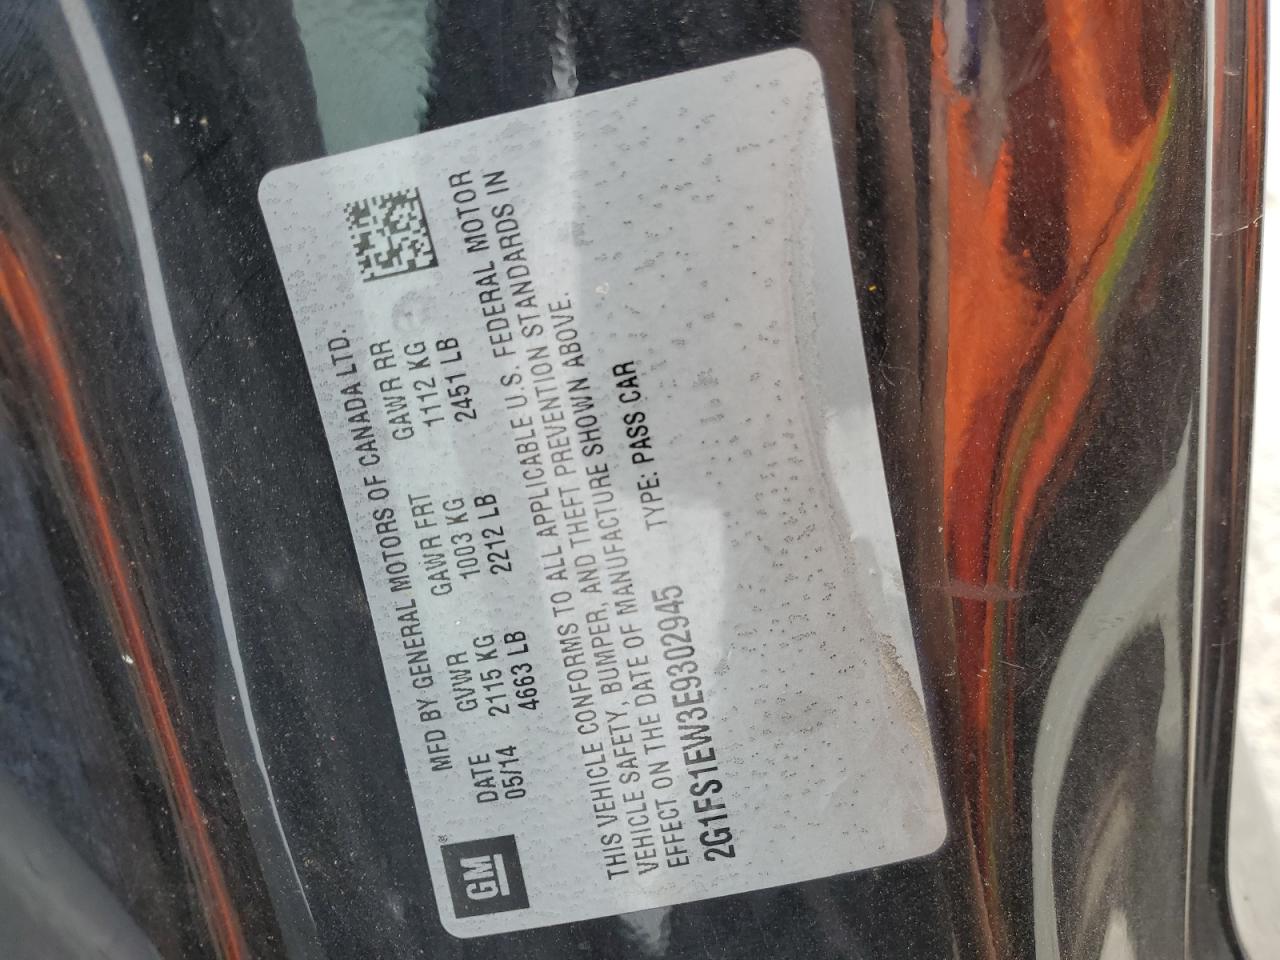 MFD BY GENERAL MOTORS OF CANADA LTD.
DATE GVWR GAWR FRT GAWR RR
05/14 2115 KG 1003 KG 1112 KG
4663 LB 2212 LB 2451 LB
GM®
THIS VEHICLE CONFORMS TO ALL APPLICABLE U.S. FEDERAL MOTOR
VEHICLE SAFETY, BUMPER, AND THEFT PREVENTION STANDARDS IN
EFFECT ON THE DATE OF MANUFACTURE SHOWN ABOVE.
2G1FS1EW3E9302945 TYPE: PASS CAR